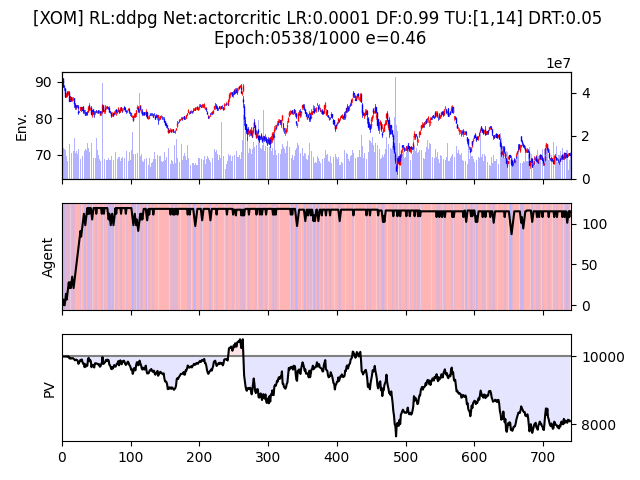 [XOM] RL:ddpg Net:actorcritic LR:0.0001 DF:0.99 TU:[1,14] DRT:0.05
Epoch:0538/1000 e=0.46
1e7
90
80
70
Env.
4
2
0
Agent
100
50
0
PV
10000
8000
0 100 200 300 400 500 600 700